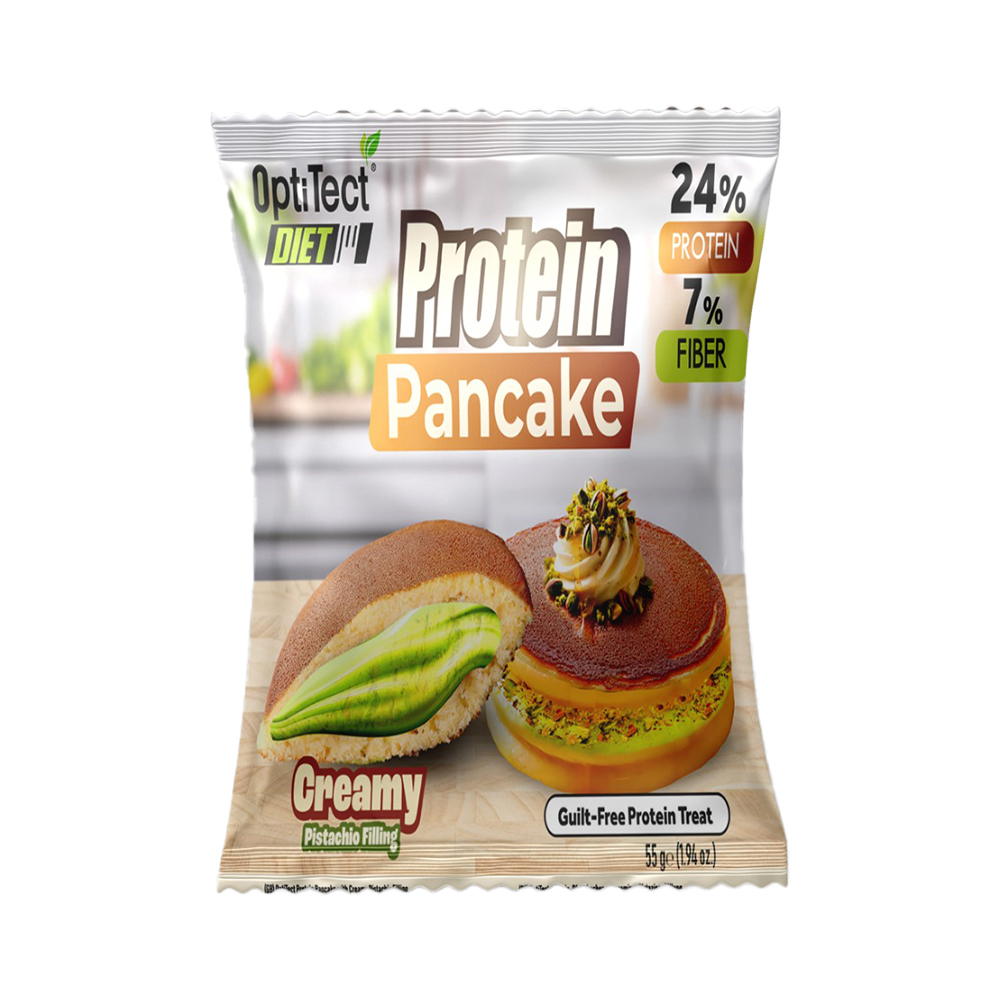 OptiTect®
DIET
Protein
Pancake
24%
PROTEIN
7%
FIBER
Creamy
Pistachio Filling
Guilt-Free Protein Treat
55 g e (1.94 oz.)